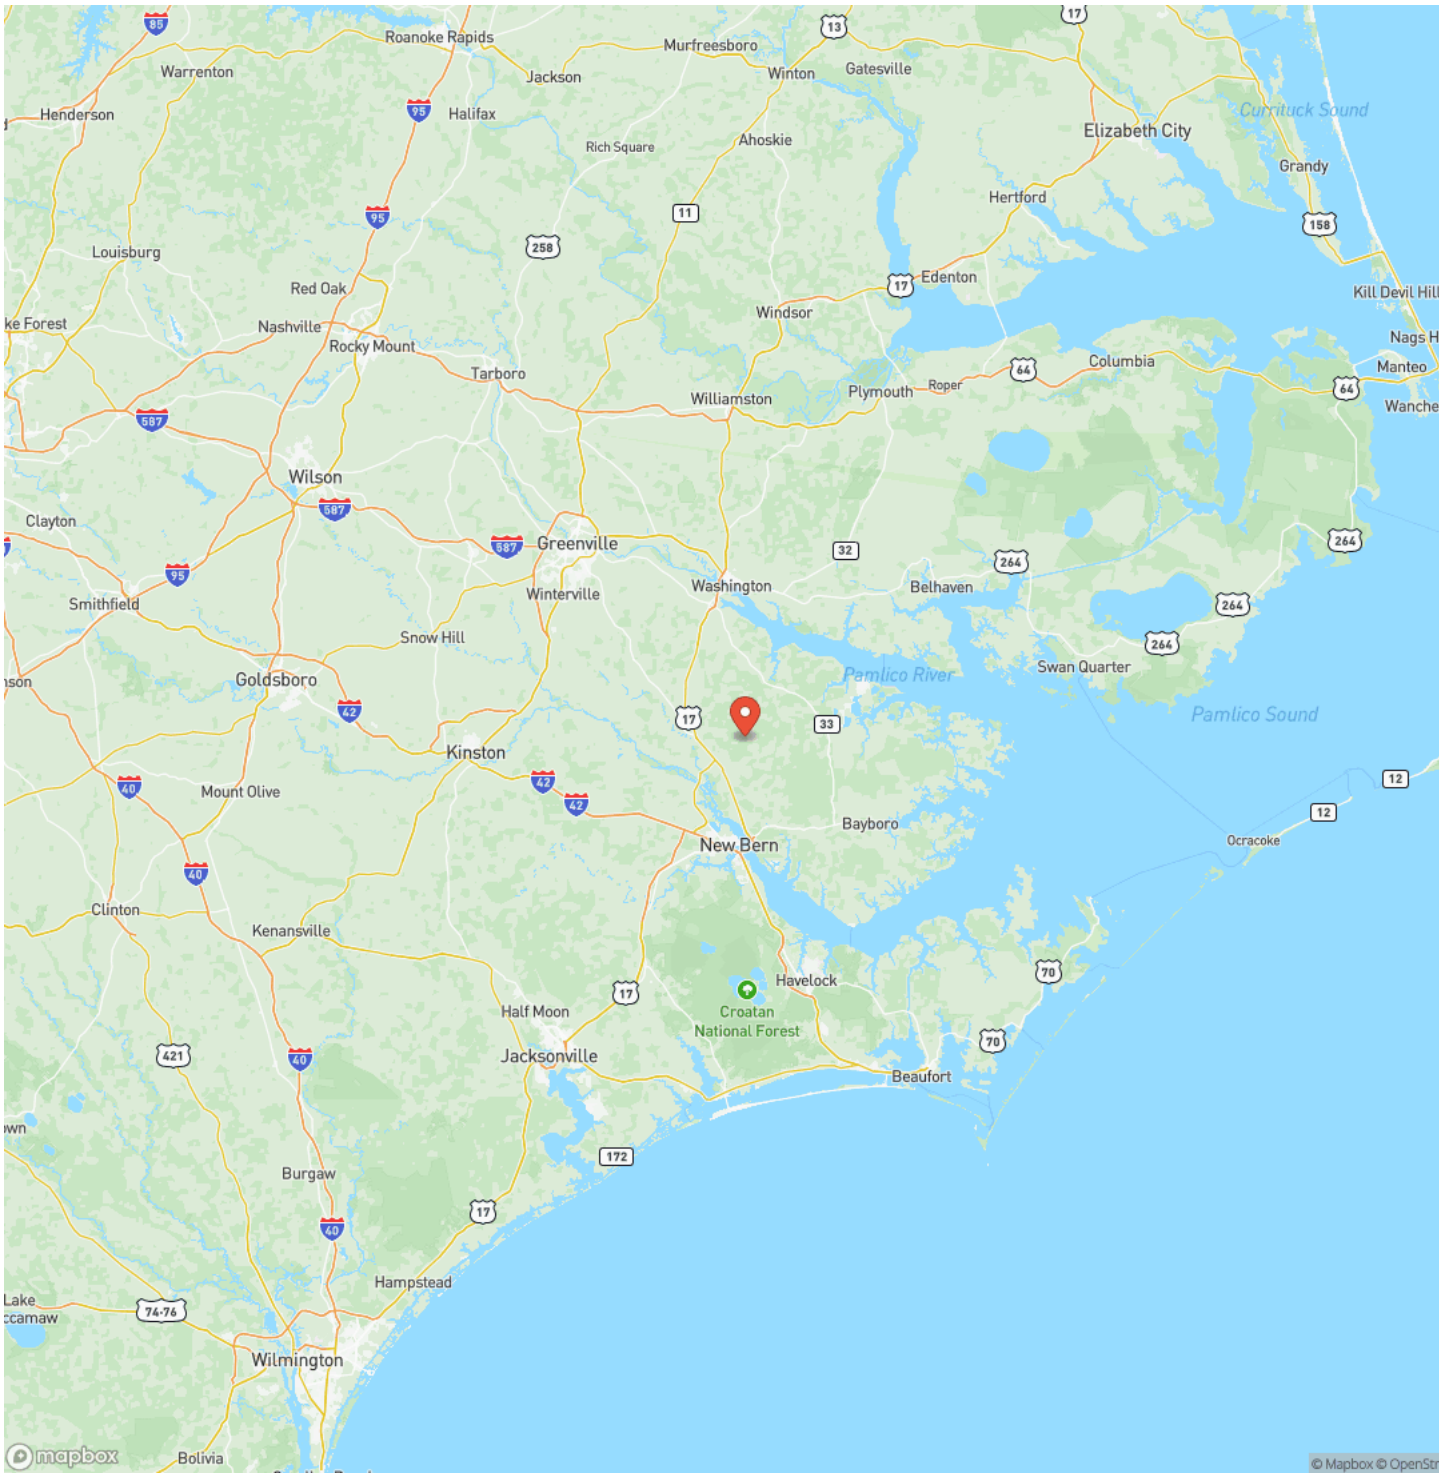 85
Roanoke Rapids
Murfreesboro
13
17
Warrenton
Jackson
Winton
Gatesville
Henderson
95
Halifax
Currituck Sound
Rich Square
Ahoskie
Elizabeth City
Grandy
Hertford
95
11
158
Louisburg
258
Red Oak
17
Edenton
Kill Devil Hill
ke Forest
Nashville
Windsor
Rocky Mount
Nags H
Tarboro
64
Columbia
Manteo
Plymouth
Roper
64
Williamston
Wanche
587
Wilson
587
Clayton
587
Greenville
32
264
264
95
Washington
Belhaven
Smithfield
Winterville
264
Snow Hill
264
Swan Quarter
nson
Goldsboro
Pamlico River
42
17
33
Pamlico Sound
Kinston
42
42
12
40
Mount Olive
12
Bayboro
New Bern
Ocracoke
40
Clinton
Kenansville
70
17
Havelock
Half Moon
Croatan
National Forest
421
40
Jacksonville
70
Beaufort
own
172
Burgaw
17
40
Hampstead
Lake
ccamaw
74-76
Wilmington
Bolivia
mapbox
© Mapbox © OpenStr